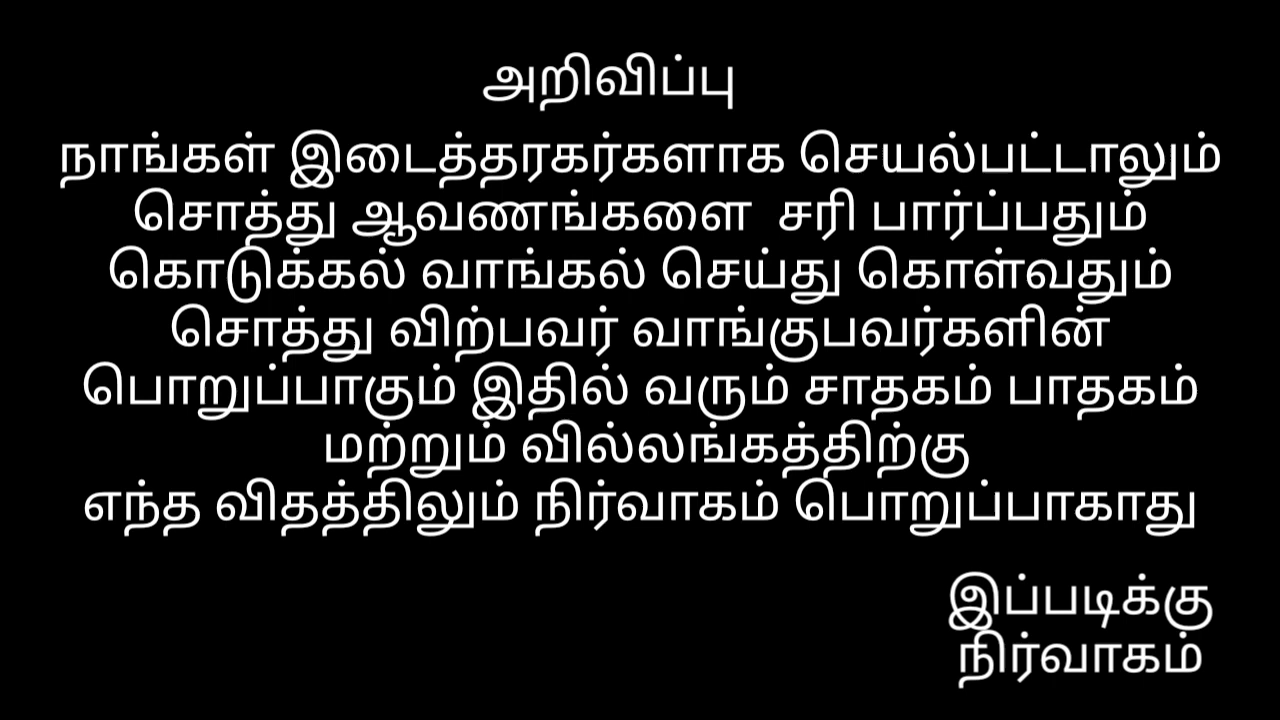 அறிவிப்பு
நாங்கள் இடைத்தரகர்களாக செயல்பட்டாலும்
சொத்து ஆவணங்களை சரி பார்ப்பதும்
கொடுக்கல் வாங்கல் செய்து கொள்வதும்
சொத்து விற்பவர் வாங்குபவர்களின்
பொறுப்பாகும் இதில் வரும் சாதகம் பாதகம்
மற்றும் வில்லங்கத்திற்கு
எந்த விதத்திலும் நிர்வாகம் பொறுப்பாகாது
இப்படிக்கு
நிர்வாகம்